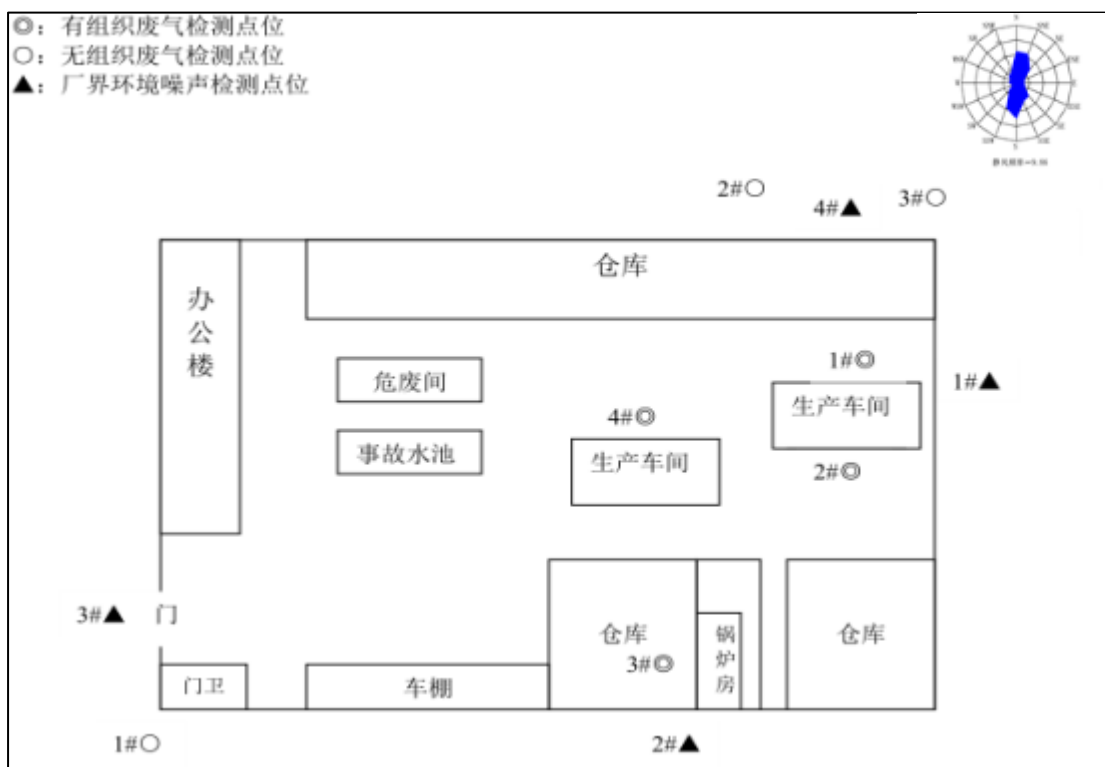 ◎：有组织废气检测点位
○：无组织废气检测点位
▲：厂界环境噪声检测点位
2#○
4#▲
3#○
仓库
办公楼
危废间
1#◎
生产车间
1#▲
4#◎
事故水池
生产车间
2#◎
3#▲
门
仓库
3#◎
锅炉房
仓库
门卫
车棚
1#○
2#▲